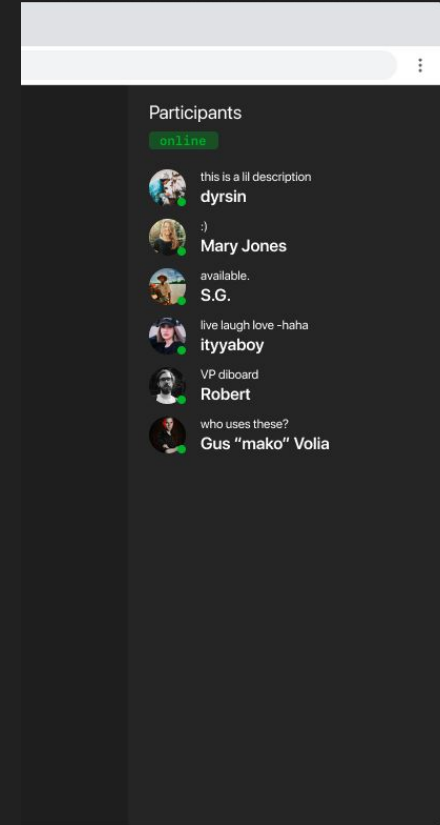 Participants
online
this is a lil description
dyrsin
:)
Mary Jones
available.
S.G.
live laugh love -haha
ityyaboy
VP diboard
Robert
who uses these?
Gus “mako” Volia